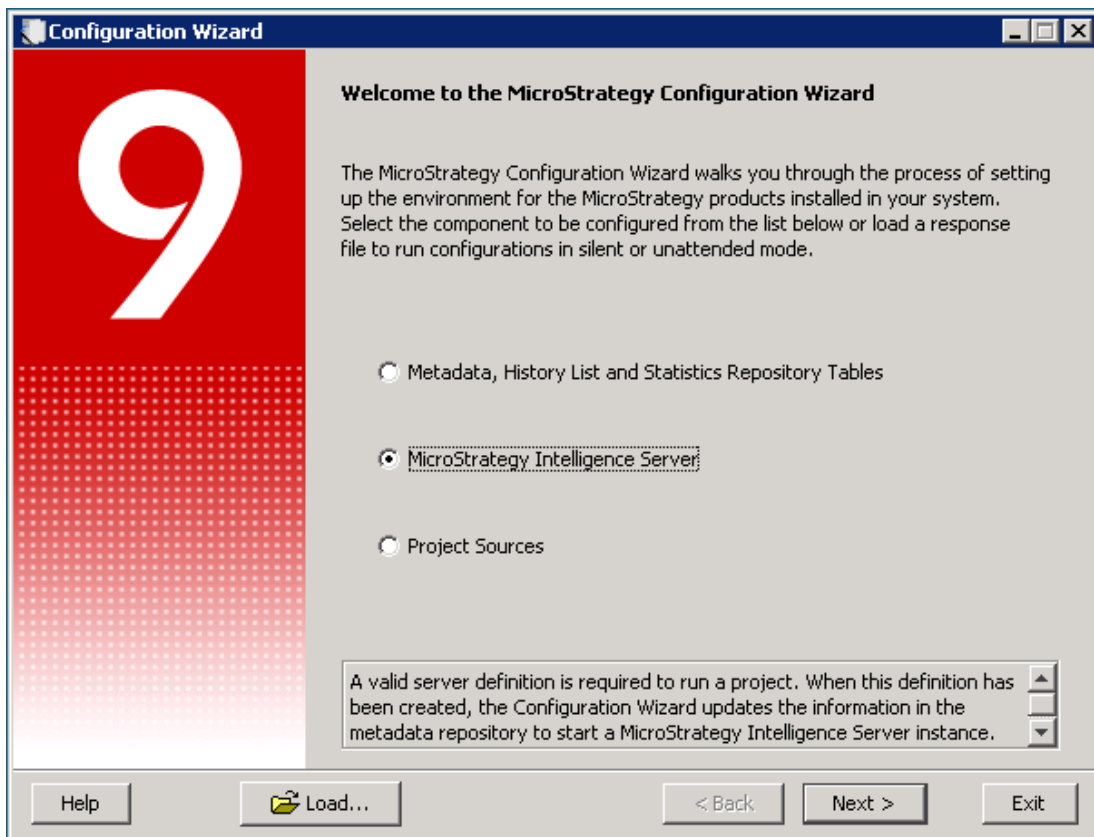 Configuration Wizard
9
Welcome to the MicroStrategy Configuration Wizard
The MicroStrategy Configuration Wizard walks you through the process of setting
up the environment for the MicroStrategy products installed in your system.
Select the component to be configured from the list below or load a response
file to run configurations in silent or unattended mode.
Metadata, History List and Statistics Repository Tables
MicroStrategy Intelligence Server
Project Sources
A valid server definition is required to run a project. When this definition has
been created, the Configuration Wizard updates the information in the
metadata repository to start a MicroStrategy Intelligence Server instance.
Help
Load...
< Back
Next >
Exit